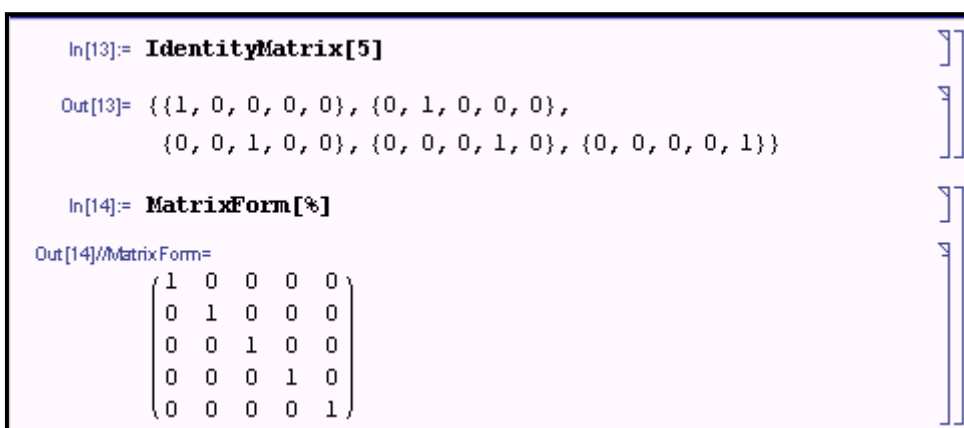 In[13]:= IdentityMatrix[5]
Out[13]= {{1, 0, 0, 0, 0}, {0, 1, 0, 0, 0},
{0, 0, 1, 0, 0}, {0, 0, 0, 1, 0}, {0, 0, 0, 0, 1}}
In[14]:= MatrixForm[%]
Out[14]//MatrixForm=
1 0 0 0 0
0 1 0 0 0
0 0 1 0 0
0 0 0 1 0
0 0 0 0 1